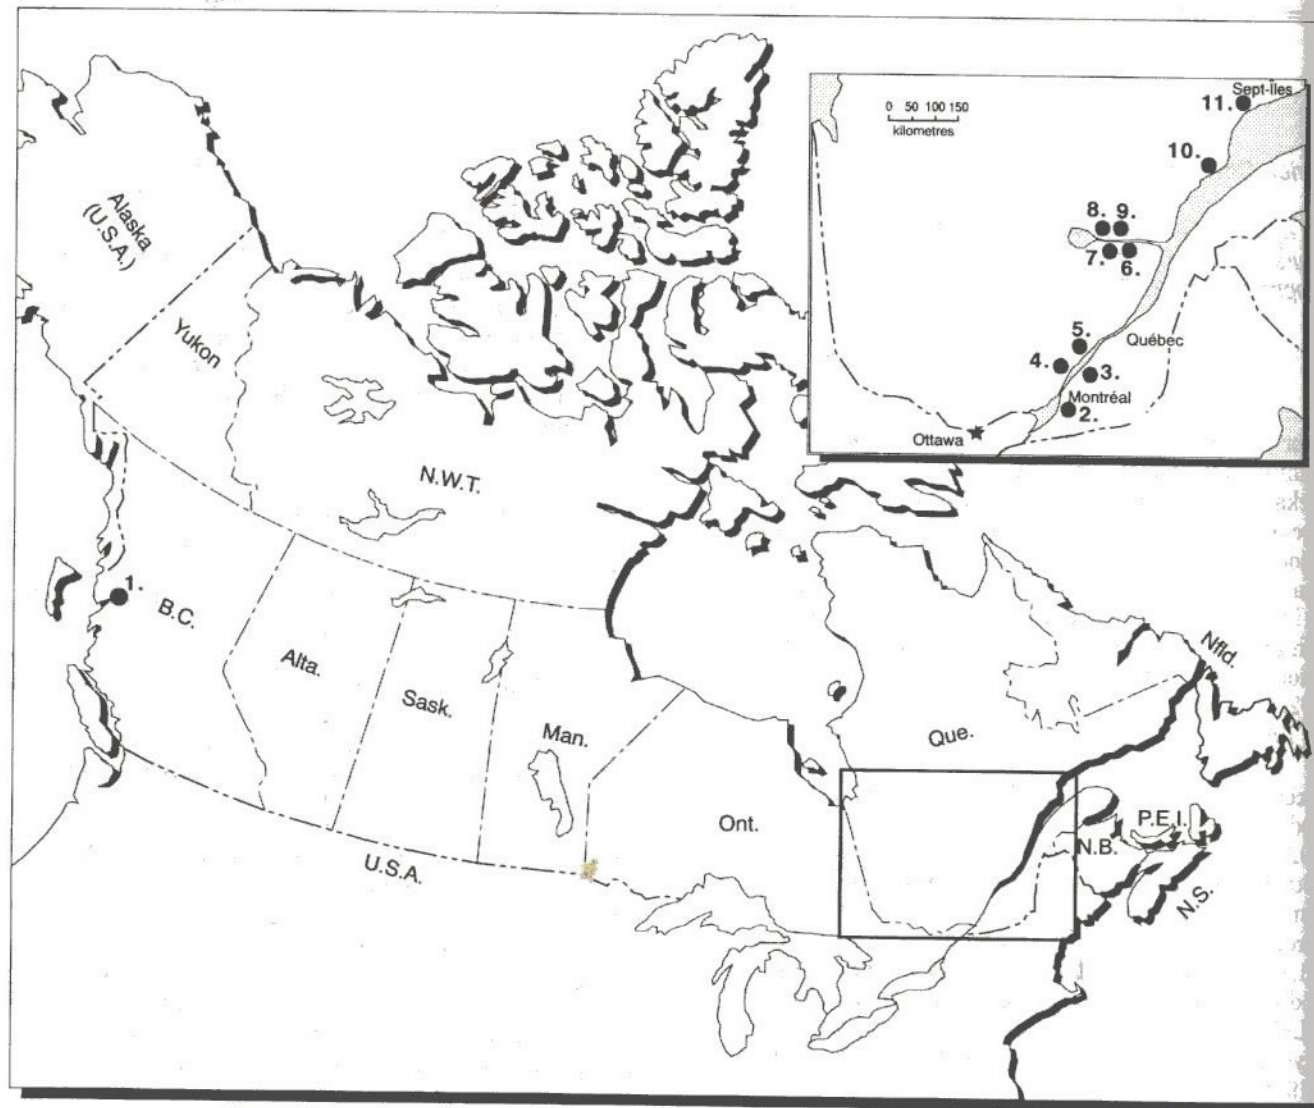 Alaska
(U.S.A.)
Yukon
N.W.T.
1.
B.C.
Alta.
Sask.
Man.
Ont.
Que.
Nfld.
P.E.I.
N.B.
N.S.
U.S.A.
0 50 100 150
kilometres
Sept-Îles
11.
10.
8. 9.
7. 6.
5.
4.
3.
Québec
Montréal
2.
Ottawa